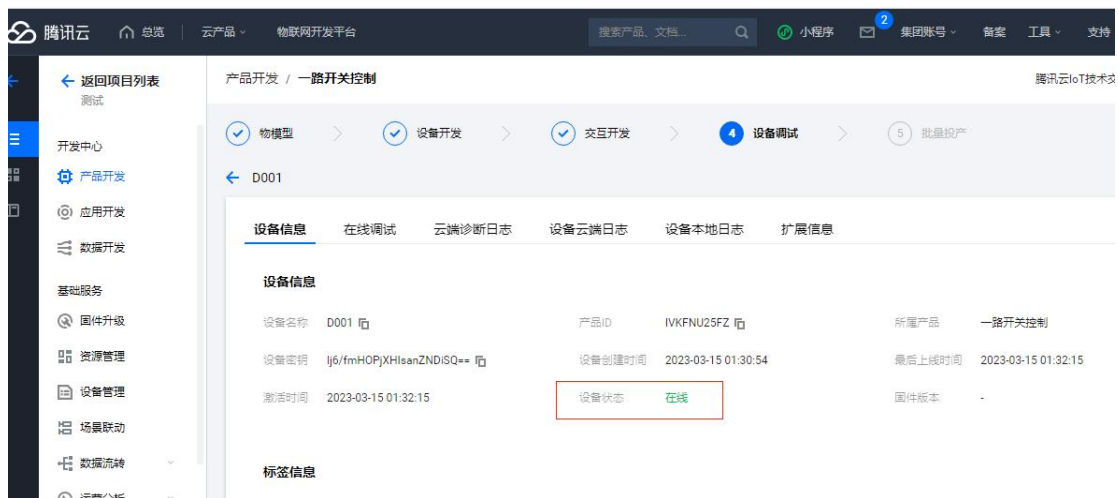 腾讯云 总览 云产品 物联网开发平台 搜索产品、文档... 小程序 2 集团账号 备案 工具 支持
返回项目列表
测试
产品开发 / 一路开关控制 腾讯云IoT技术交
物模型 设备开发 交互开发 4 设备调试 5 批量投产
D001
开发中心
产品开发
应用开发
数据开发
基础服务
固件升级
资源管理
设备管理
场景联动
数据流转
运营分析
设备信息 在线调试 云端诊断日志 设备云端日志 设备本地日志 扩展信息
设备信息
设备名称 D001 产品ID IVKFNU25FZ 所属产品 一路开关控制
设备密钥 Ij6/fmHOPjXHIsanZNDiSQ== 设备创建时间 2023-03-15 01:30:54 最后上线时间 2023-03-15 01:32:15
激活时间 2023-03-15 01:32:15 设备状态 在线 固件版本 -
标签信息